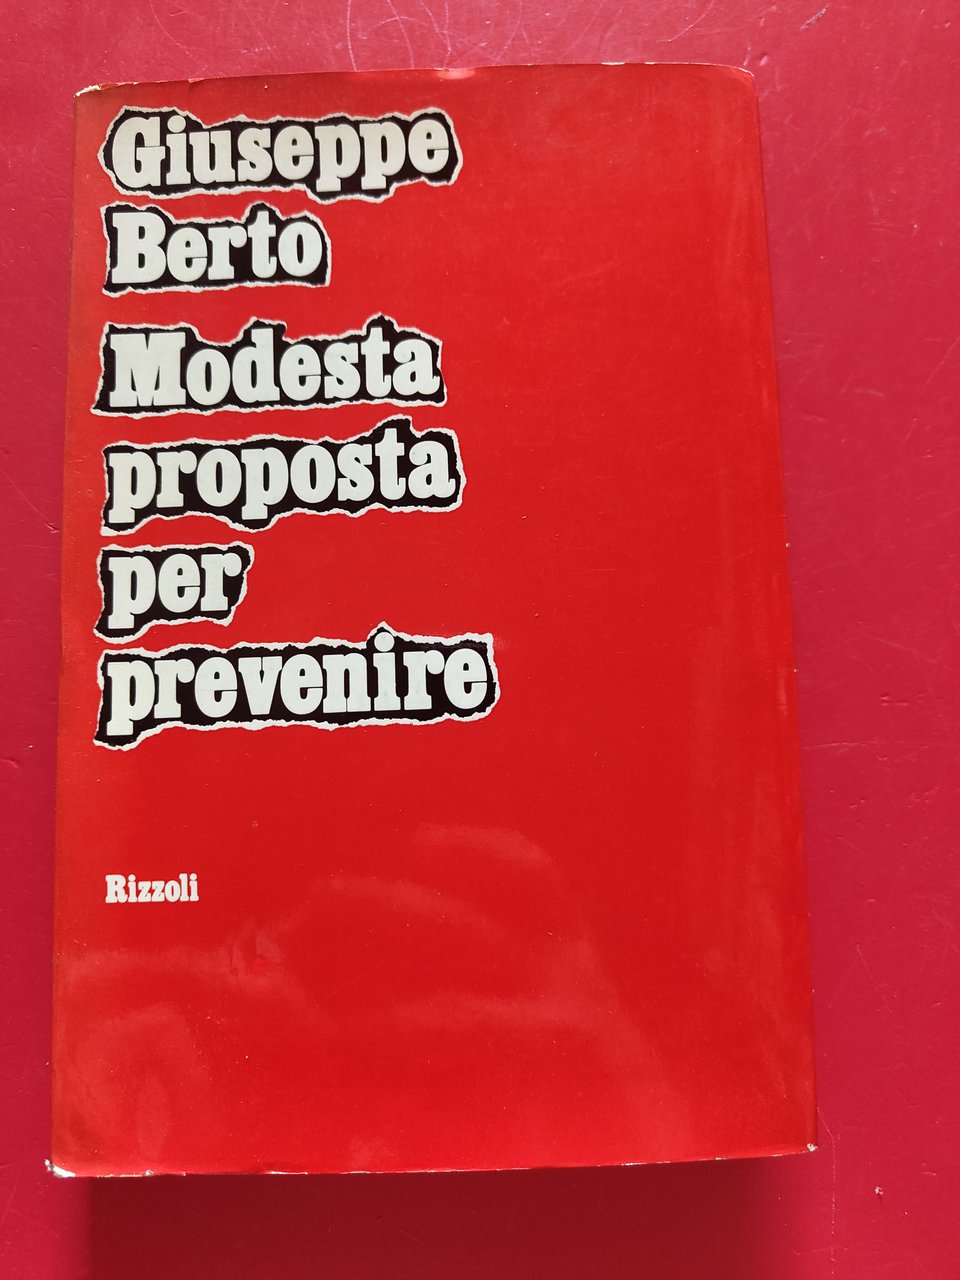 Giuseppe
Berto
Modesta
proposta
per
prevenire
Rizzoli